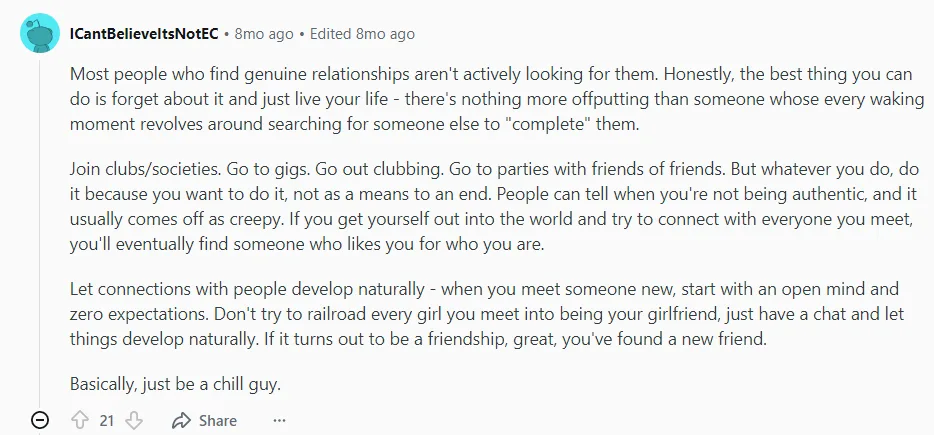 ICantBelieveItsNotEC • 8mo ago • Edited 8mo ago
Most people who find genuine relationships aren't actively looking for them. Honestly, the best thing you can
do is forget about it and just live your life - there's nothing more offputting than someone whose every waking
moment revolves around searching for someone else to "complete" them.
Join clubs/societies. Go to gigs. Go out clubbing. Go to parties with friends of friends. But whatever you do, do
it because you want to do it, not as a means to an end. People can tell when you're not being authentic, and it
usually comes off as creepy. If you get yourself out into the world and try to connect with everyone you meet,
you'll eventually find someone who likes you for who you are.
Let connections with people develop naturally - when you meet someone new, start with an open mind and
zero expectations. Don't try to railroad every girl you meet into being your girlfriend, just have a chat and let
things develop naturally. If it turns out to be a friendship, great, you've found a new friend.
Basically, just be a chill guy.
21 Share ...